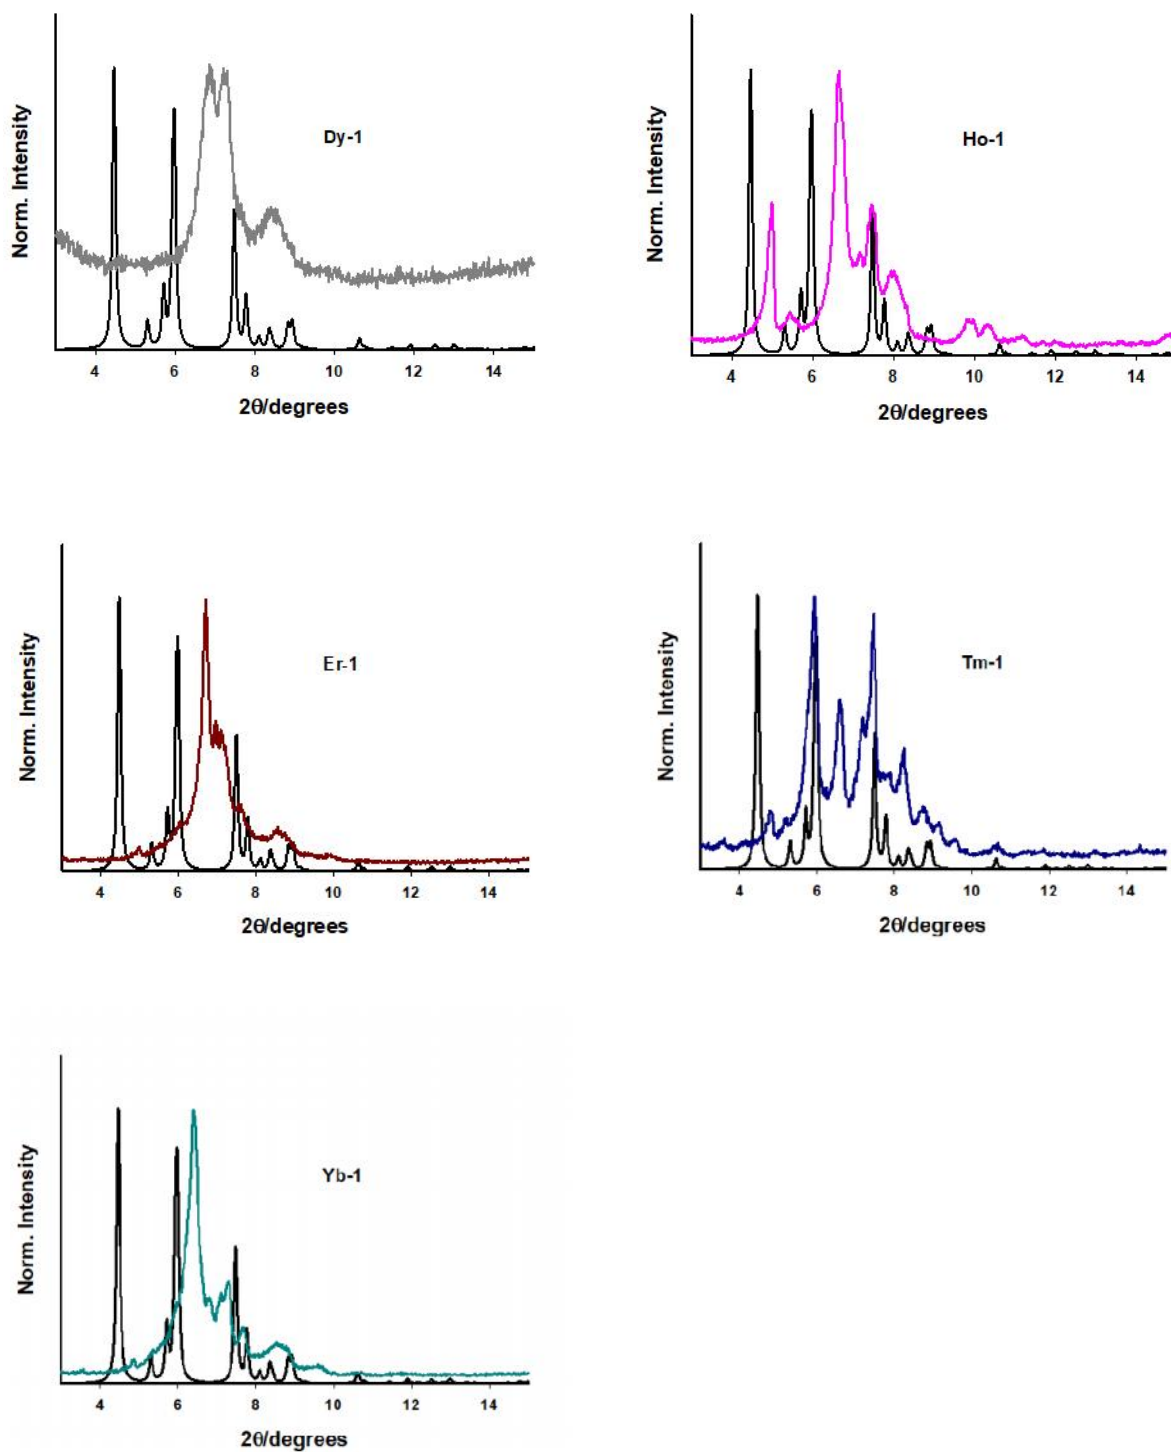 Norm. Intensity
Dy-1
4 6 8 10 12 14
2θ/degrees
Norm. Intensity
Ho-1
4 6 8 10 12 14
2θ/degrees
Norm. Intensity
Er-1
4 6 8 10 12 14
2θ/degrees
Norm. Intensity
Tm-1
4 6 8 10 12 14
2θ/degrees
Norm. Intensity
Yb-1
4 6 8 10 12 14
2θ/degrees